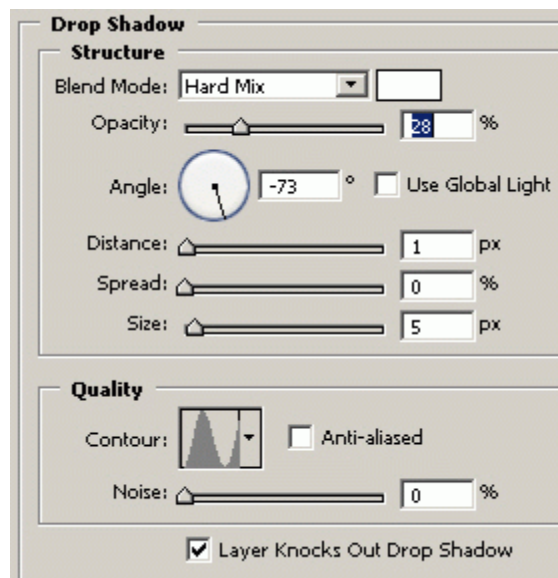 Drop Shadow
Structure
Blend Mode: Hard Mix
Opacity: 28 %
Angle: -73 ° Use Global Light
Distance: 1 px
Spread: 0 %
Size: 5 px
Quality
Contour: Anti-aliased
Noise: 0 %
Layer Knocks Out Drop Shadow